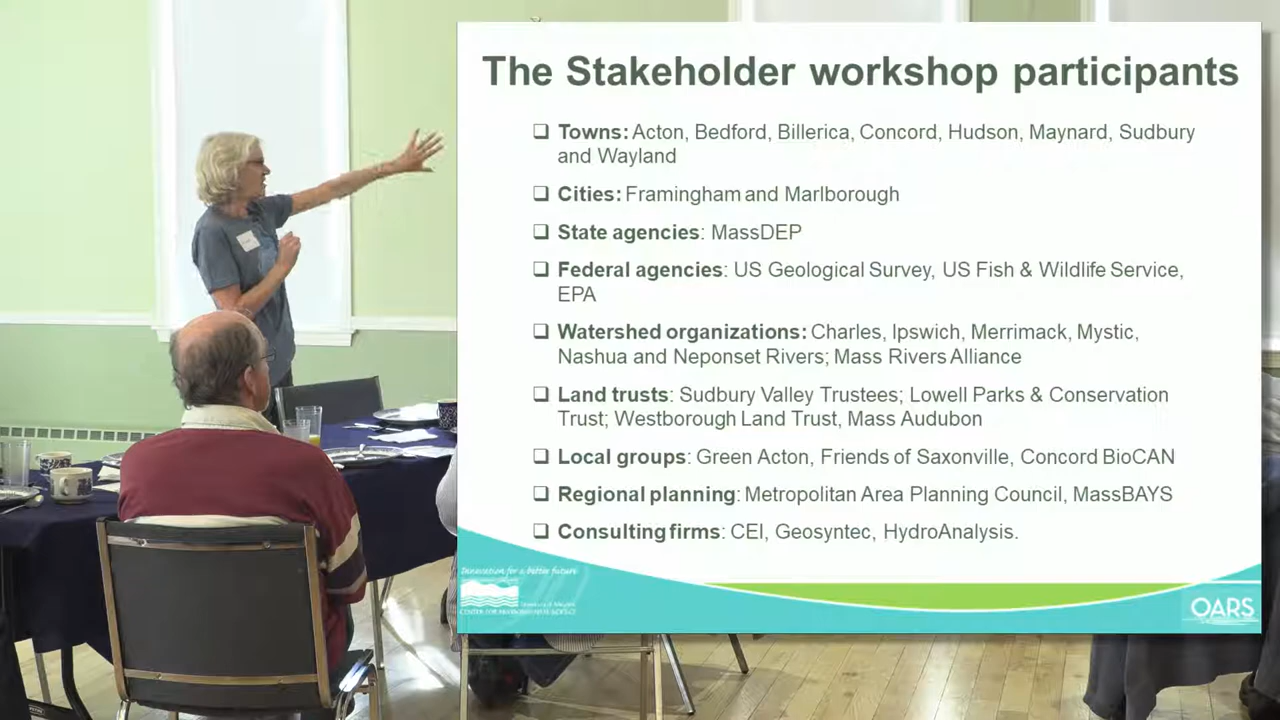 The Stakeholder workshop participants
❑ Towns: Acton, Bedford, Billerica, Concord, Hudson, Maynard, Sudbury
and Wayland
❑ Cities: Framingham and Marlborough
❑ State agencies: MassDEP
❑ Federal agencies: US Geological Survey, US Fish & Wildlife Service,
EPA
❑ Watershed organizations: Charles, Ipswich, Merrimack, Mystic,
Nashua and Neponset Rivers; Mass Rivers Alliance
❑ Land trusts: Sudbury Valley Trustees; Lowell Parks & Conservation
Trust; Westborough Land Trust, Mass Audubon
❑ Local groups: Green Acton, Friends of Saxonville, Concord BioCAN
❑ Regional planning: Metropolitan Area Planning Council, MassBAYS
❑ Consulting firms: CEI, Geosyntec, HydroAnalysis.
Innovation for a better future
OARS